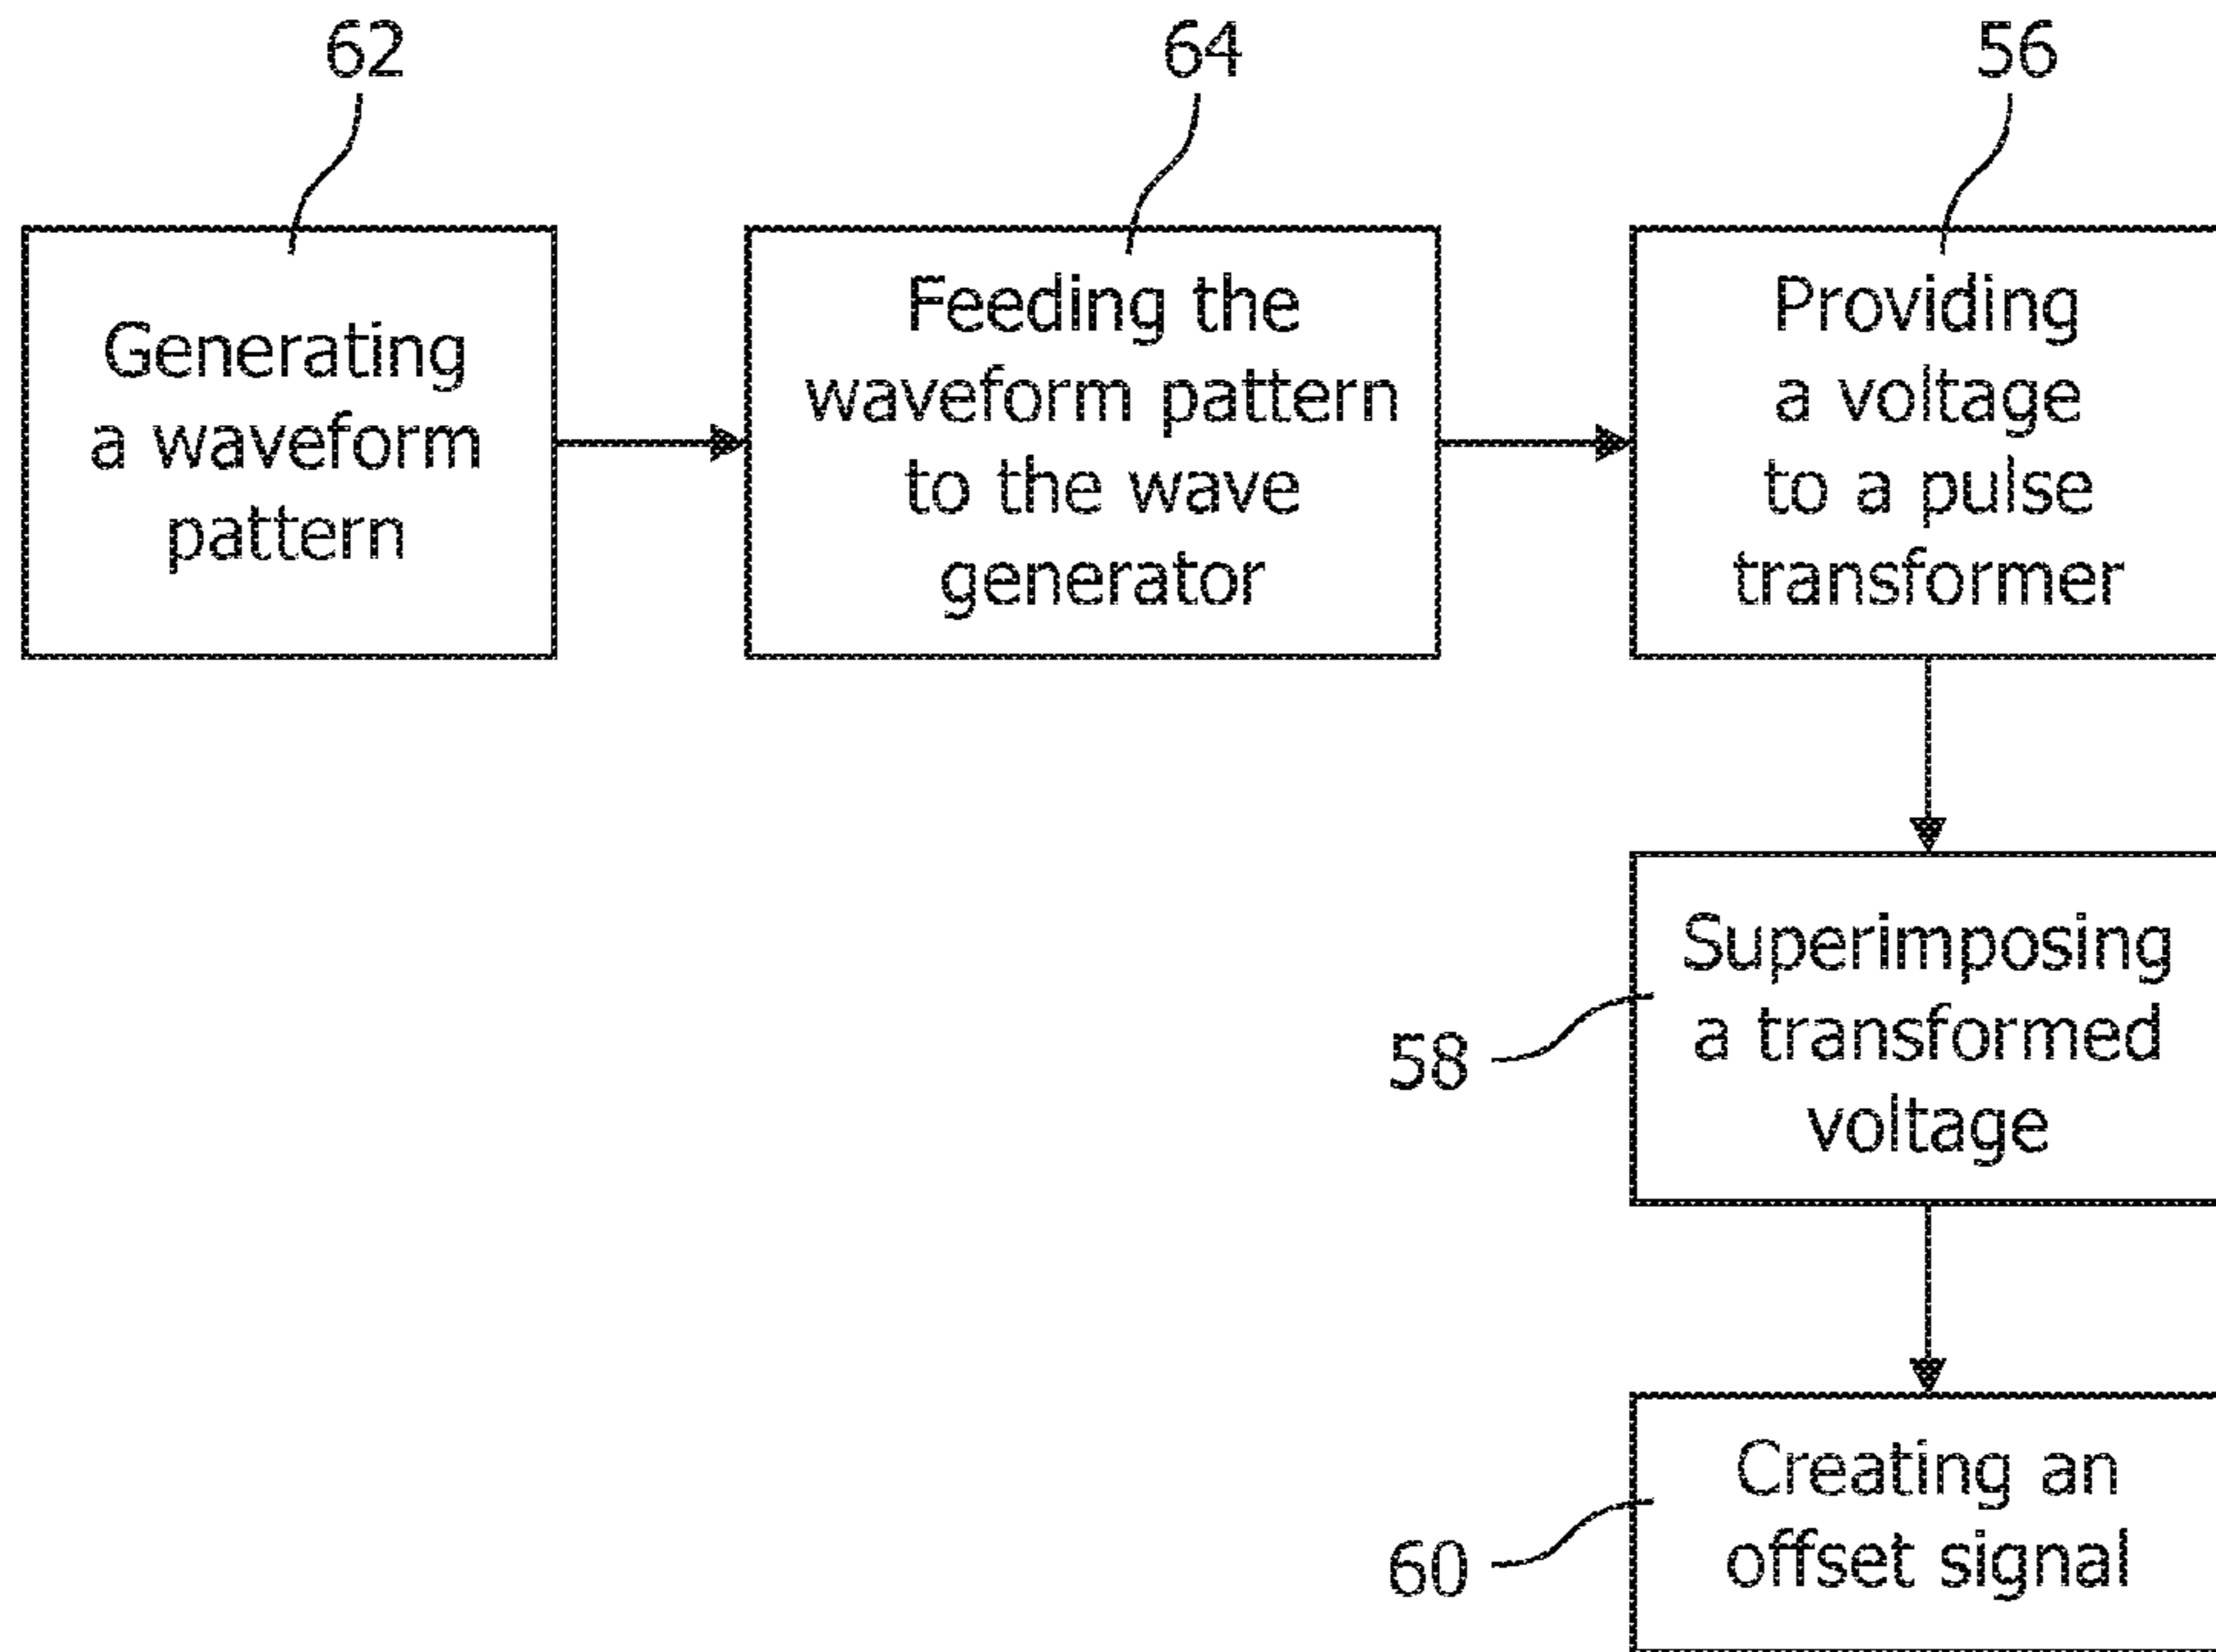 62
64
56
Generating
a waveform
pattern
Feeding the
waveform pattern
to the wave
generator
Providing
a voltage
to a pulse
transformer
58
Superimposing
a transformed
voltage
60
Creating an
offset signal